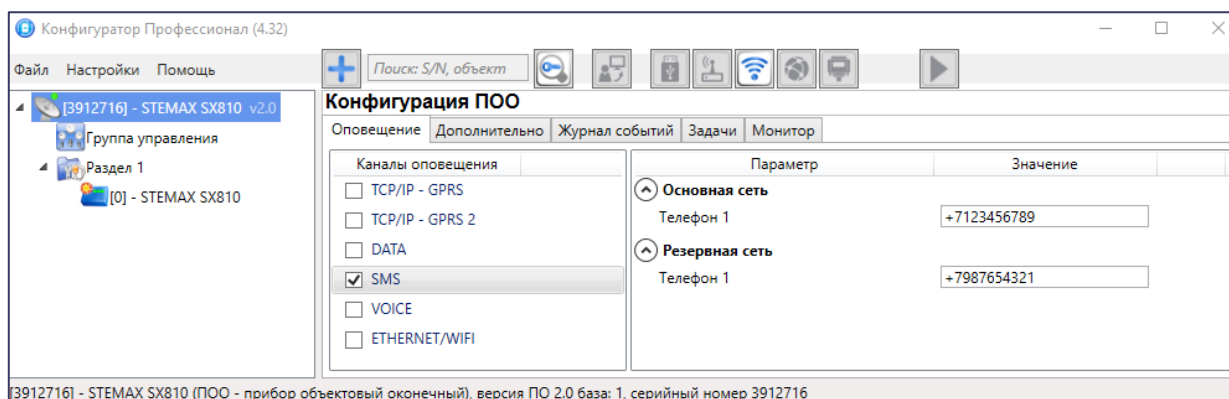 Конфигуратор Профессионал (4.32)
Файл Настройки Помощь
Поиск: S/N, объект
[3912716] - STEMAX SX810 v2.0
Группа управления
Раздел 1
[0] - STEMAX SX810
Конфигурация ПОО
Оповещение Дополнительно Журнал событий Задачи Монитор
Каналы оповещения
TCP/IP - GPRS
TCP/IP - GPRS 2
DATA
SMS
VOICE
ETHERNET/WIFI
Параметр Значение
Основная сеть
Телефон 1 +7123456789
Резервная сеть
Телефон 1 +7987654321
[3912716] - STEMAX SX810 (ПОО - прибор объектовый оконечный), версия ПО 2.0 база: 1, серийный номер 3912716